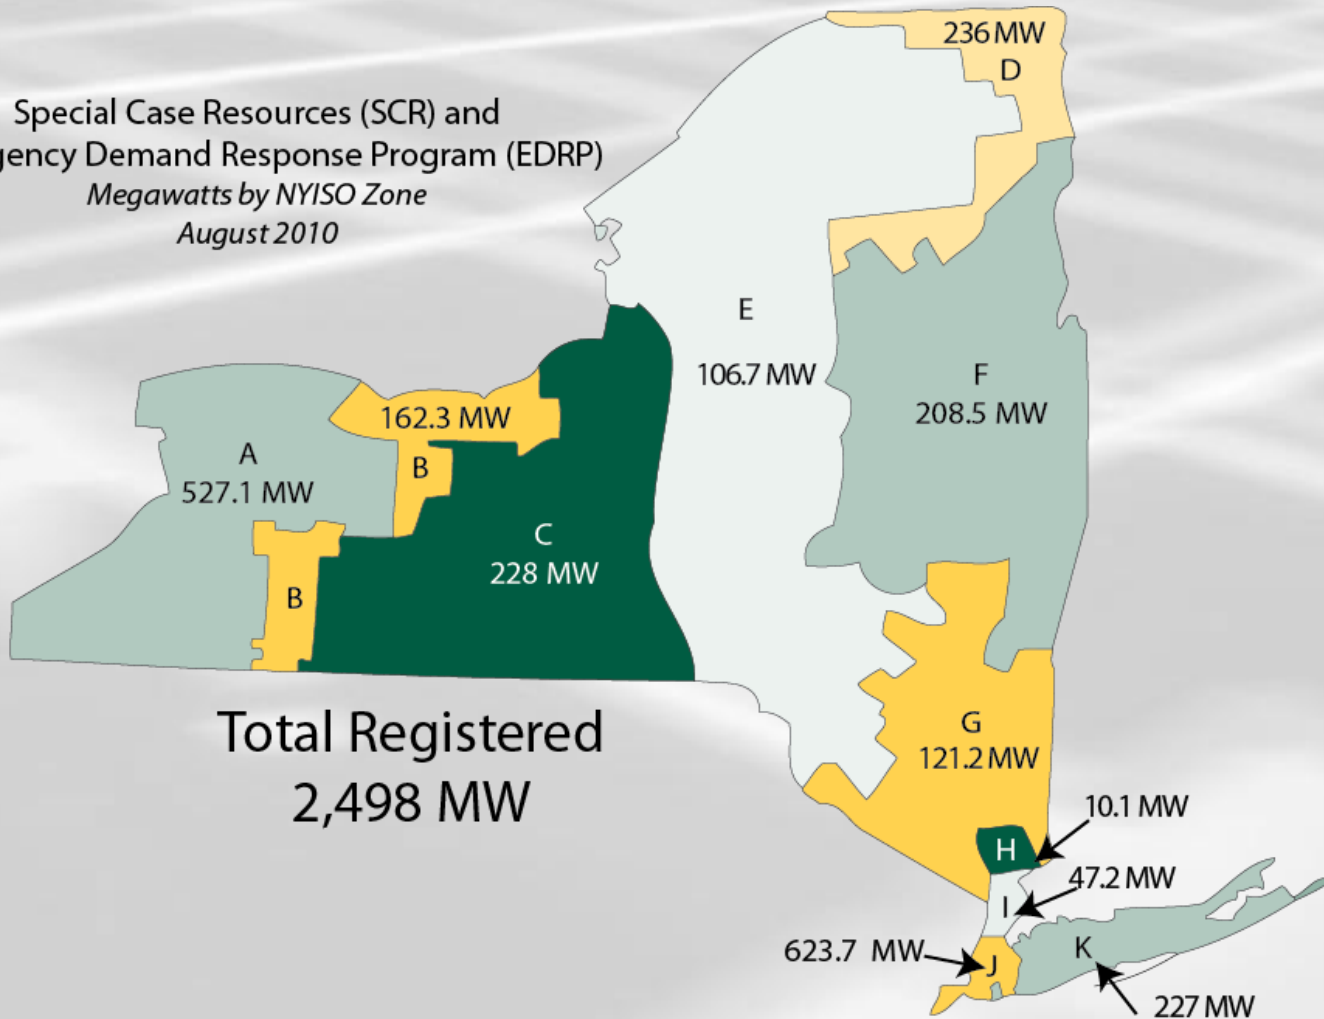 Special Case Resources (SCR) and
gency Demand Response Program (EDRP)
Megawatts by NYISO Zone
August 2010
236 MW
D
E
106.7 MW
F
208.5 MW
162.3 MW
B
A
527.1 MW
C
228 MW
B
Total Registered
2,498 MW
G
121.2 MW
10.1 MW
H
47.2 MW
I
623.7 MW
J
K
227 MW